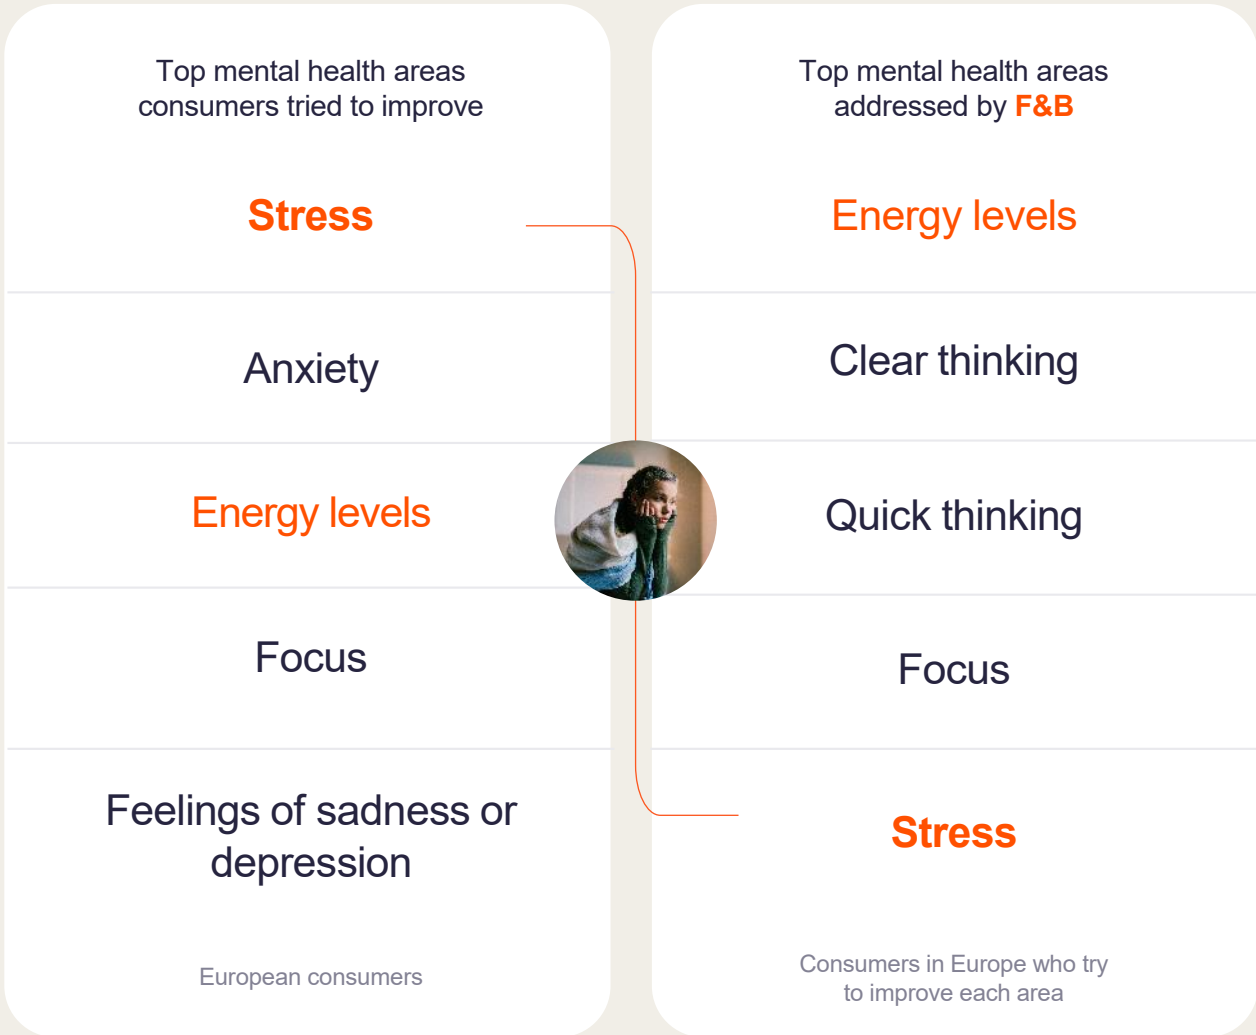 Top mental health areas
consumers tried to improve
Stress
Anxiety
Energy levels
Focus
Feelings of sadness or
depression
European consumers
Top mental health areas
addressed by F&B
Energy levels
Clear thinking
Quick thinking
Focus
Stress
Consumers in Europe who try
to improve each area